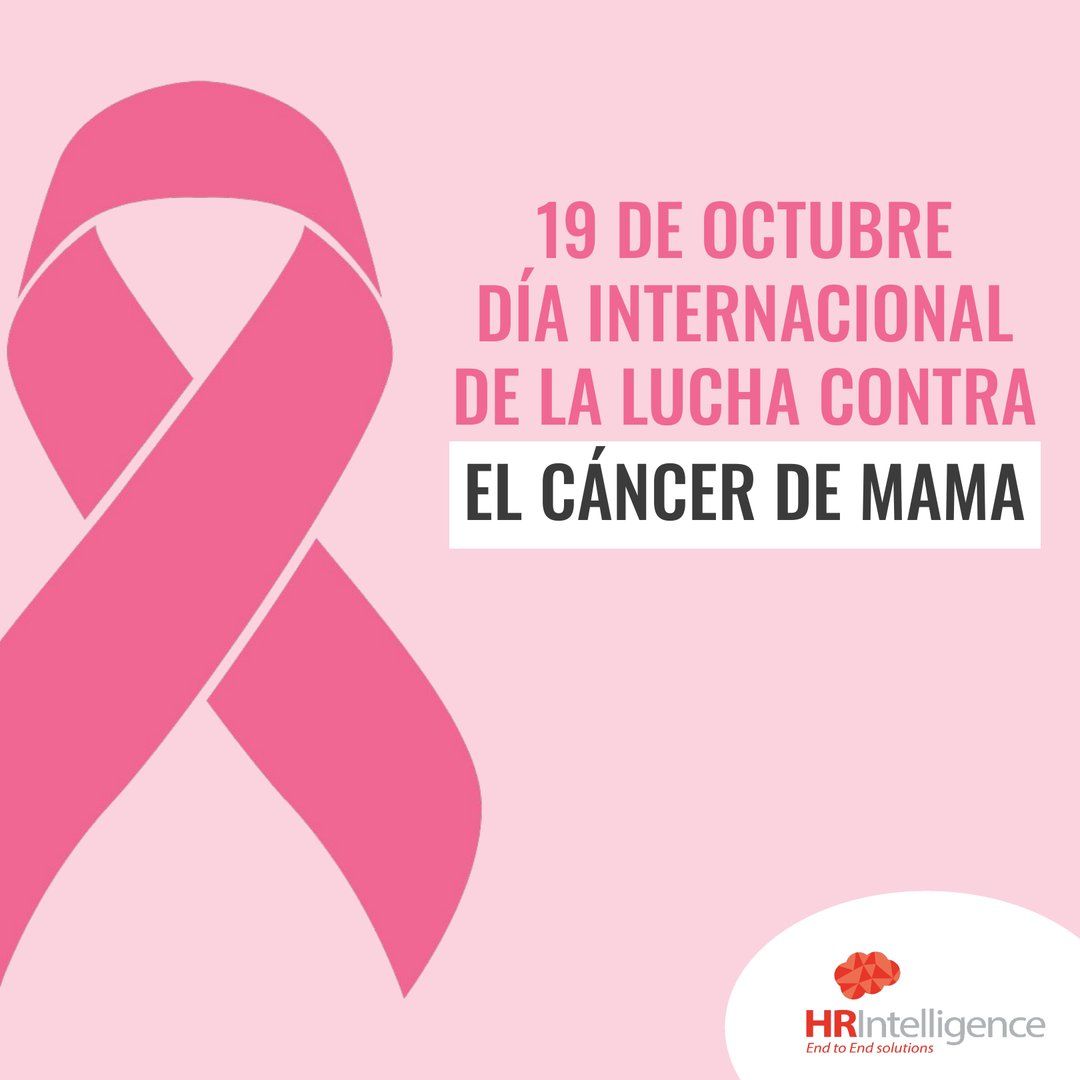 19 DE OCTUBRE
DÍA INTERNACIONAL
DE LA LUCHA CONTRA
EL CÁNCER DE MAMA
HRIntelligence
End to End solutions